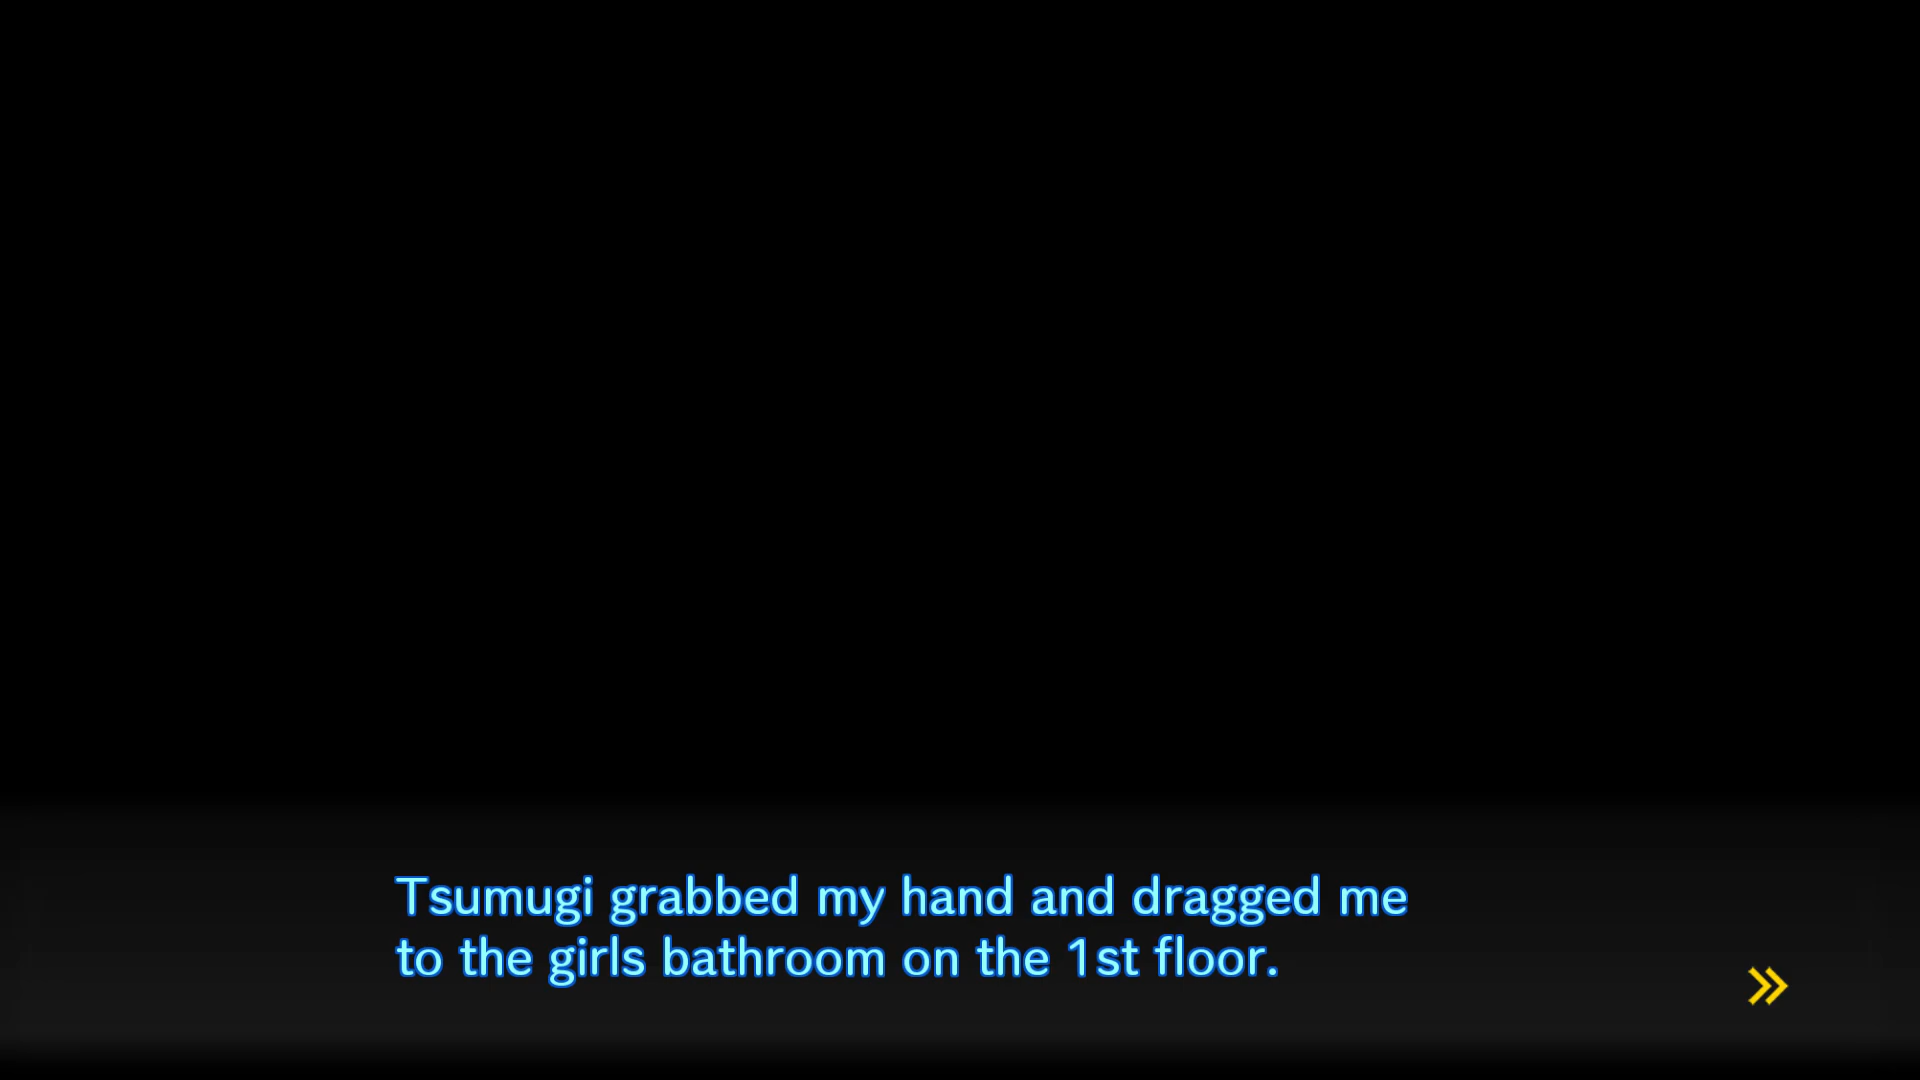 Tsumugi grabbed my hand and dragged me
to the girls bathroom on the 1st floor.